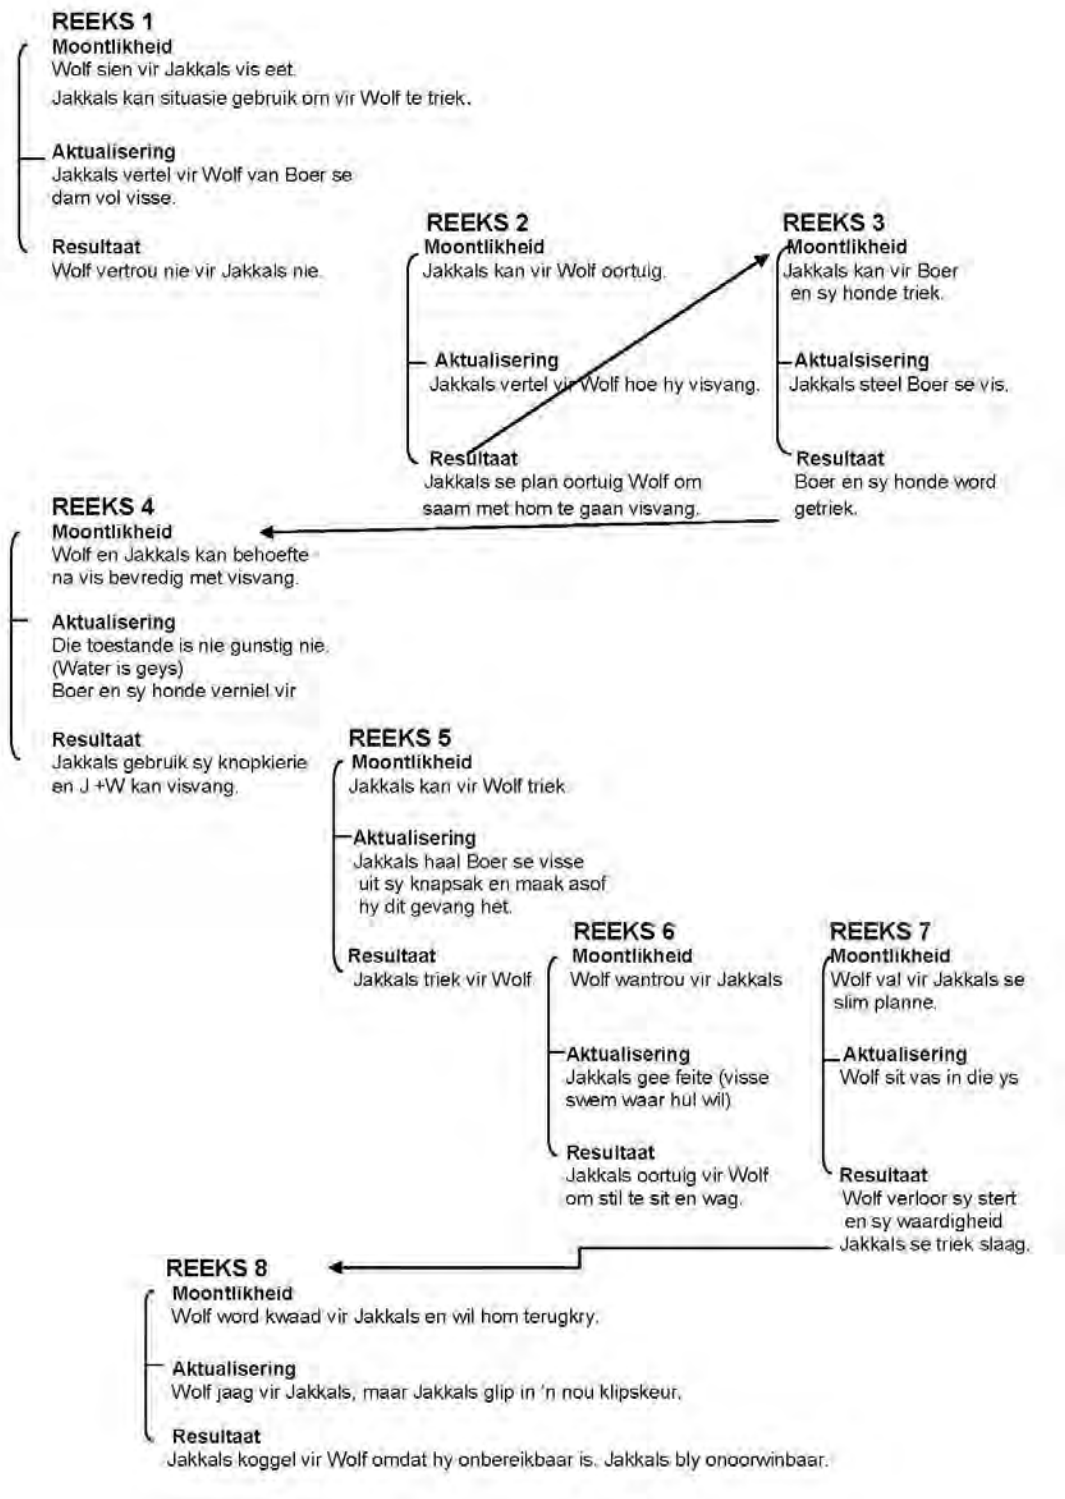 REEKS 1
Moontlikheid
Wolf sien vir Jakkals vis eet.
Jakkals kan situasie gebruik om vir Wolf te triek.
Aktualisering
Jakkals vertel vir Wolf van Boer se
dam vol visse.
Resultaat
Wolf vertrou nie vir Jakkals nie.
REEKS 2
Moontlikheid
Jakkals kan vir Wolf oortuig.
Aktualisering
Jakkals vertel vir Wolf hoe hy visvang.
Resultaat
Jakkals se plan oortuig Wolf om
saam met hom te gaan visvang.
REEKS 3
Moontlikheid
Jakkals kan vir Boer
en sy honde triek.
Aktualsisering
Jakkals steel Boer se vis.
Resultaat
Boer en sy honde word
getriek.
REEKS 4
Moontlikheid
Wolf en Jakkals kan behoefte
na vis bevredig met visvang.
Aktualisering
Die toestande is nie gunstig nie.
(Water is geys)
Boer en sy honde verniel vir
Resultaat
Jakkals gebruik sy knopkierie
en J +W kan visvang.
REEKS 5
Moontlikheid
Jakkals kan vir Wolf triek
Aktualisering
Jakkals haal Boer se visse
uit sy knapsak en maak asof
hy dit gevang het.
Resultaat
Jakkals triek vir Wolf
REEKS 6
Moontlikheid
Wolf wantrou vir Jakkals
Aktualisering
Jakkals gee feite (visse
swem waar hul wil)
Resultaat
Jakkals oortuig vir Wolf
om stil te sit en wag.
REEKS 7
Moontlikheid
Wolf val vir Jakkals se
slim planne.
Aktualisering
Wolf sit vas in die ys
Resultaat
Wolf verloor sy stert
en sy waardigheid
Jakkals se triek slaag.
REEKS 8
Moontlikheid
Wolf word kwaad vir Jakkals en wil hom terugkry.
Aktualisering
Wolf jaag vir Jakkals, maar Jakkals glip in 'n nou klipskeur.
Resultaat
Jakkals koggel vir Wolf omdat hy onbereikbaar is. Jakkals bly onoorwinbaar.